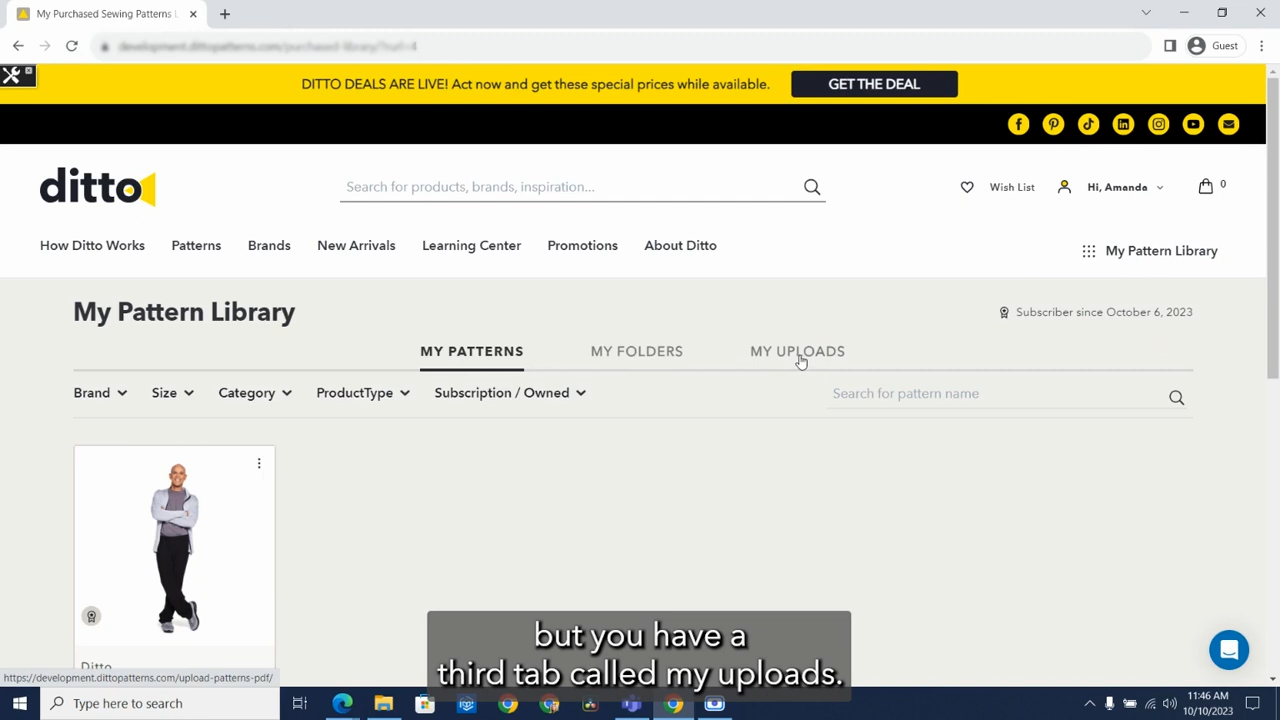 My Purchased Sewing Patterns
Guest
DITTO DEALS ARE LIVE! Act now and get these special prices while available.
GET THE DEAL
ditto
Search for products, brands, inspiration...
Wish List
Hi, Amanda
0
How Ditto Works
Patterns
Brands
New Arrivals
Learning Center
Promotions
About Ditto
My Pattern Library
My Pattern Library
Subscriber since October 6, 2023
MY PATTERNS
MY FOLDERS
MY UPLOADS
Brand
Size
Category
ProductType
Subscription / Owned
Search for pattern name
Ditto
but you have a
third tab called my uploads.
https://development.dittopatterns.com/upload-patterns-pdf/
Type here to search
11:46 AM
10/10/2023